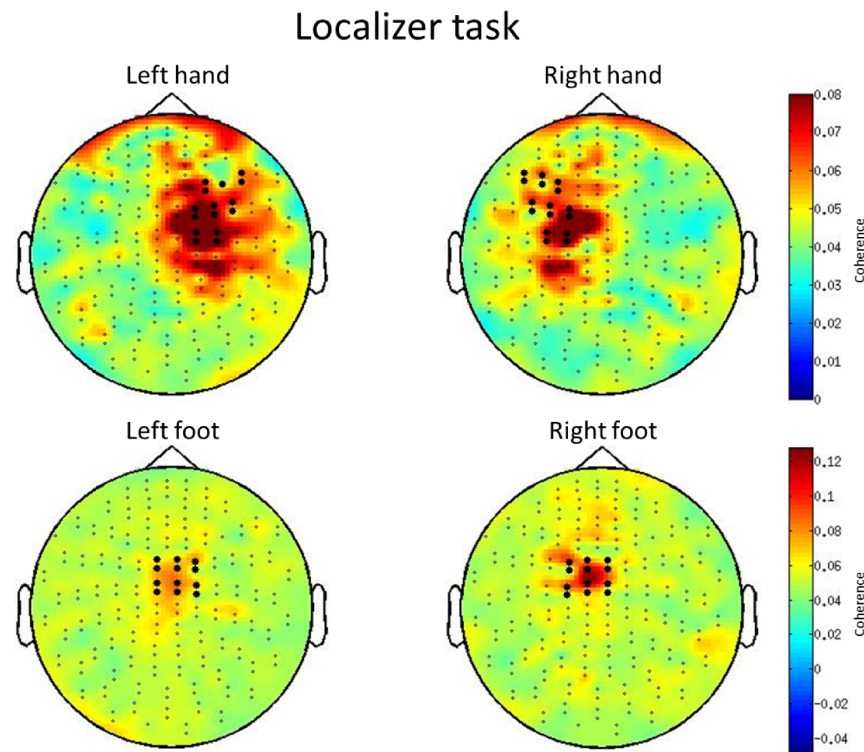 Localizer task
Left hand
Right hand
0.08
0.07
0.06
0.05
0.04
0.03
0.02
0.01
0
Coherence
Left foot
Right foot
0.12
0.1
0.08
0.06
0.04
0.02
0
-0.02
-0.04
Coherence